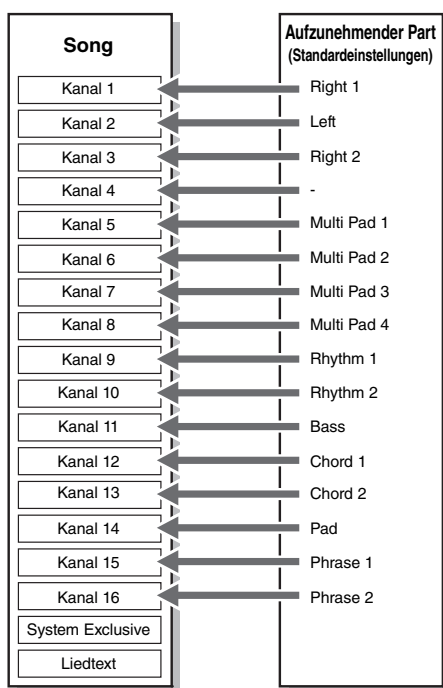 Song
Aufzunehmender Part
(Standardeinstellungen)
Kanal 1
Right 1
Kanal 2
Left
Kanal 3
Right 2
Kanal 4
-
Kanal 5
Multi Pad 1
Kanal 6
Multi Pad 2
Kanal 7
Multi Pad 3
Kanal 8
Multi Pad 4
Kanal 9
Rhythm 1
Kanal 10
Rhythm 2
Kanal 11
Bass
Kanal 12
Chord 1
Kanal 13
Chord 2
Kanal 14
Pad
Kanal 15
Phrase 1
Kanal 16
Phrase 2
System Exclusive
Liedtext